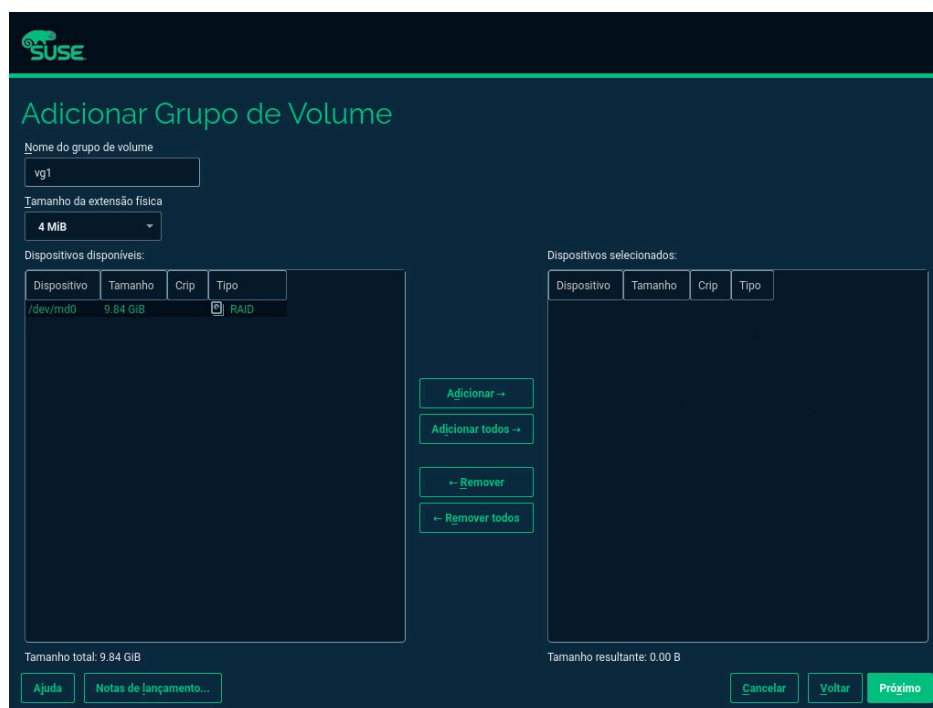 SUSE
Adicionar Grupo de Volume
Nome do grupo de volume
vg1
Tamanho da extensão física
4 MiB
Dispositivos disponíveis:
Dispositivo Tamanho Crip Tipo
/dev/md0 9.84 GiB RAID
Tamanho total: 9.84 GiB
Adicionar →
Adicionar todos →
← Remover
← Remover todos
Dispositivos selecionados:
Dispositivo Tamanho Crip Tipo
Tamanho resultante: 0.00 B
Ajuda Notas de lançamento... Cancelar Voltar Próximo